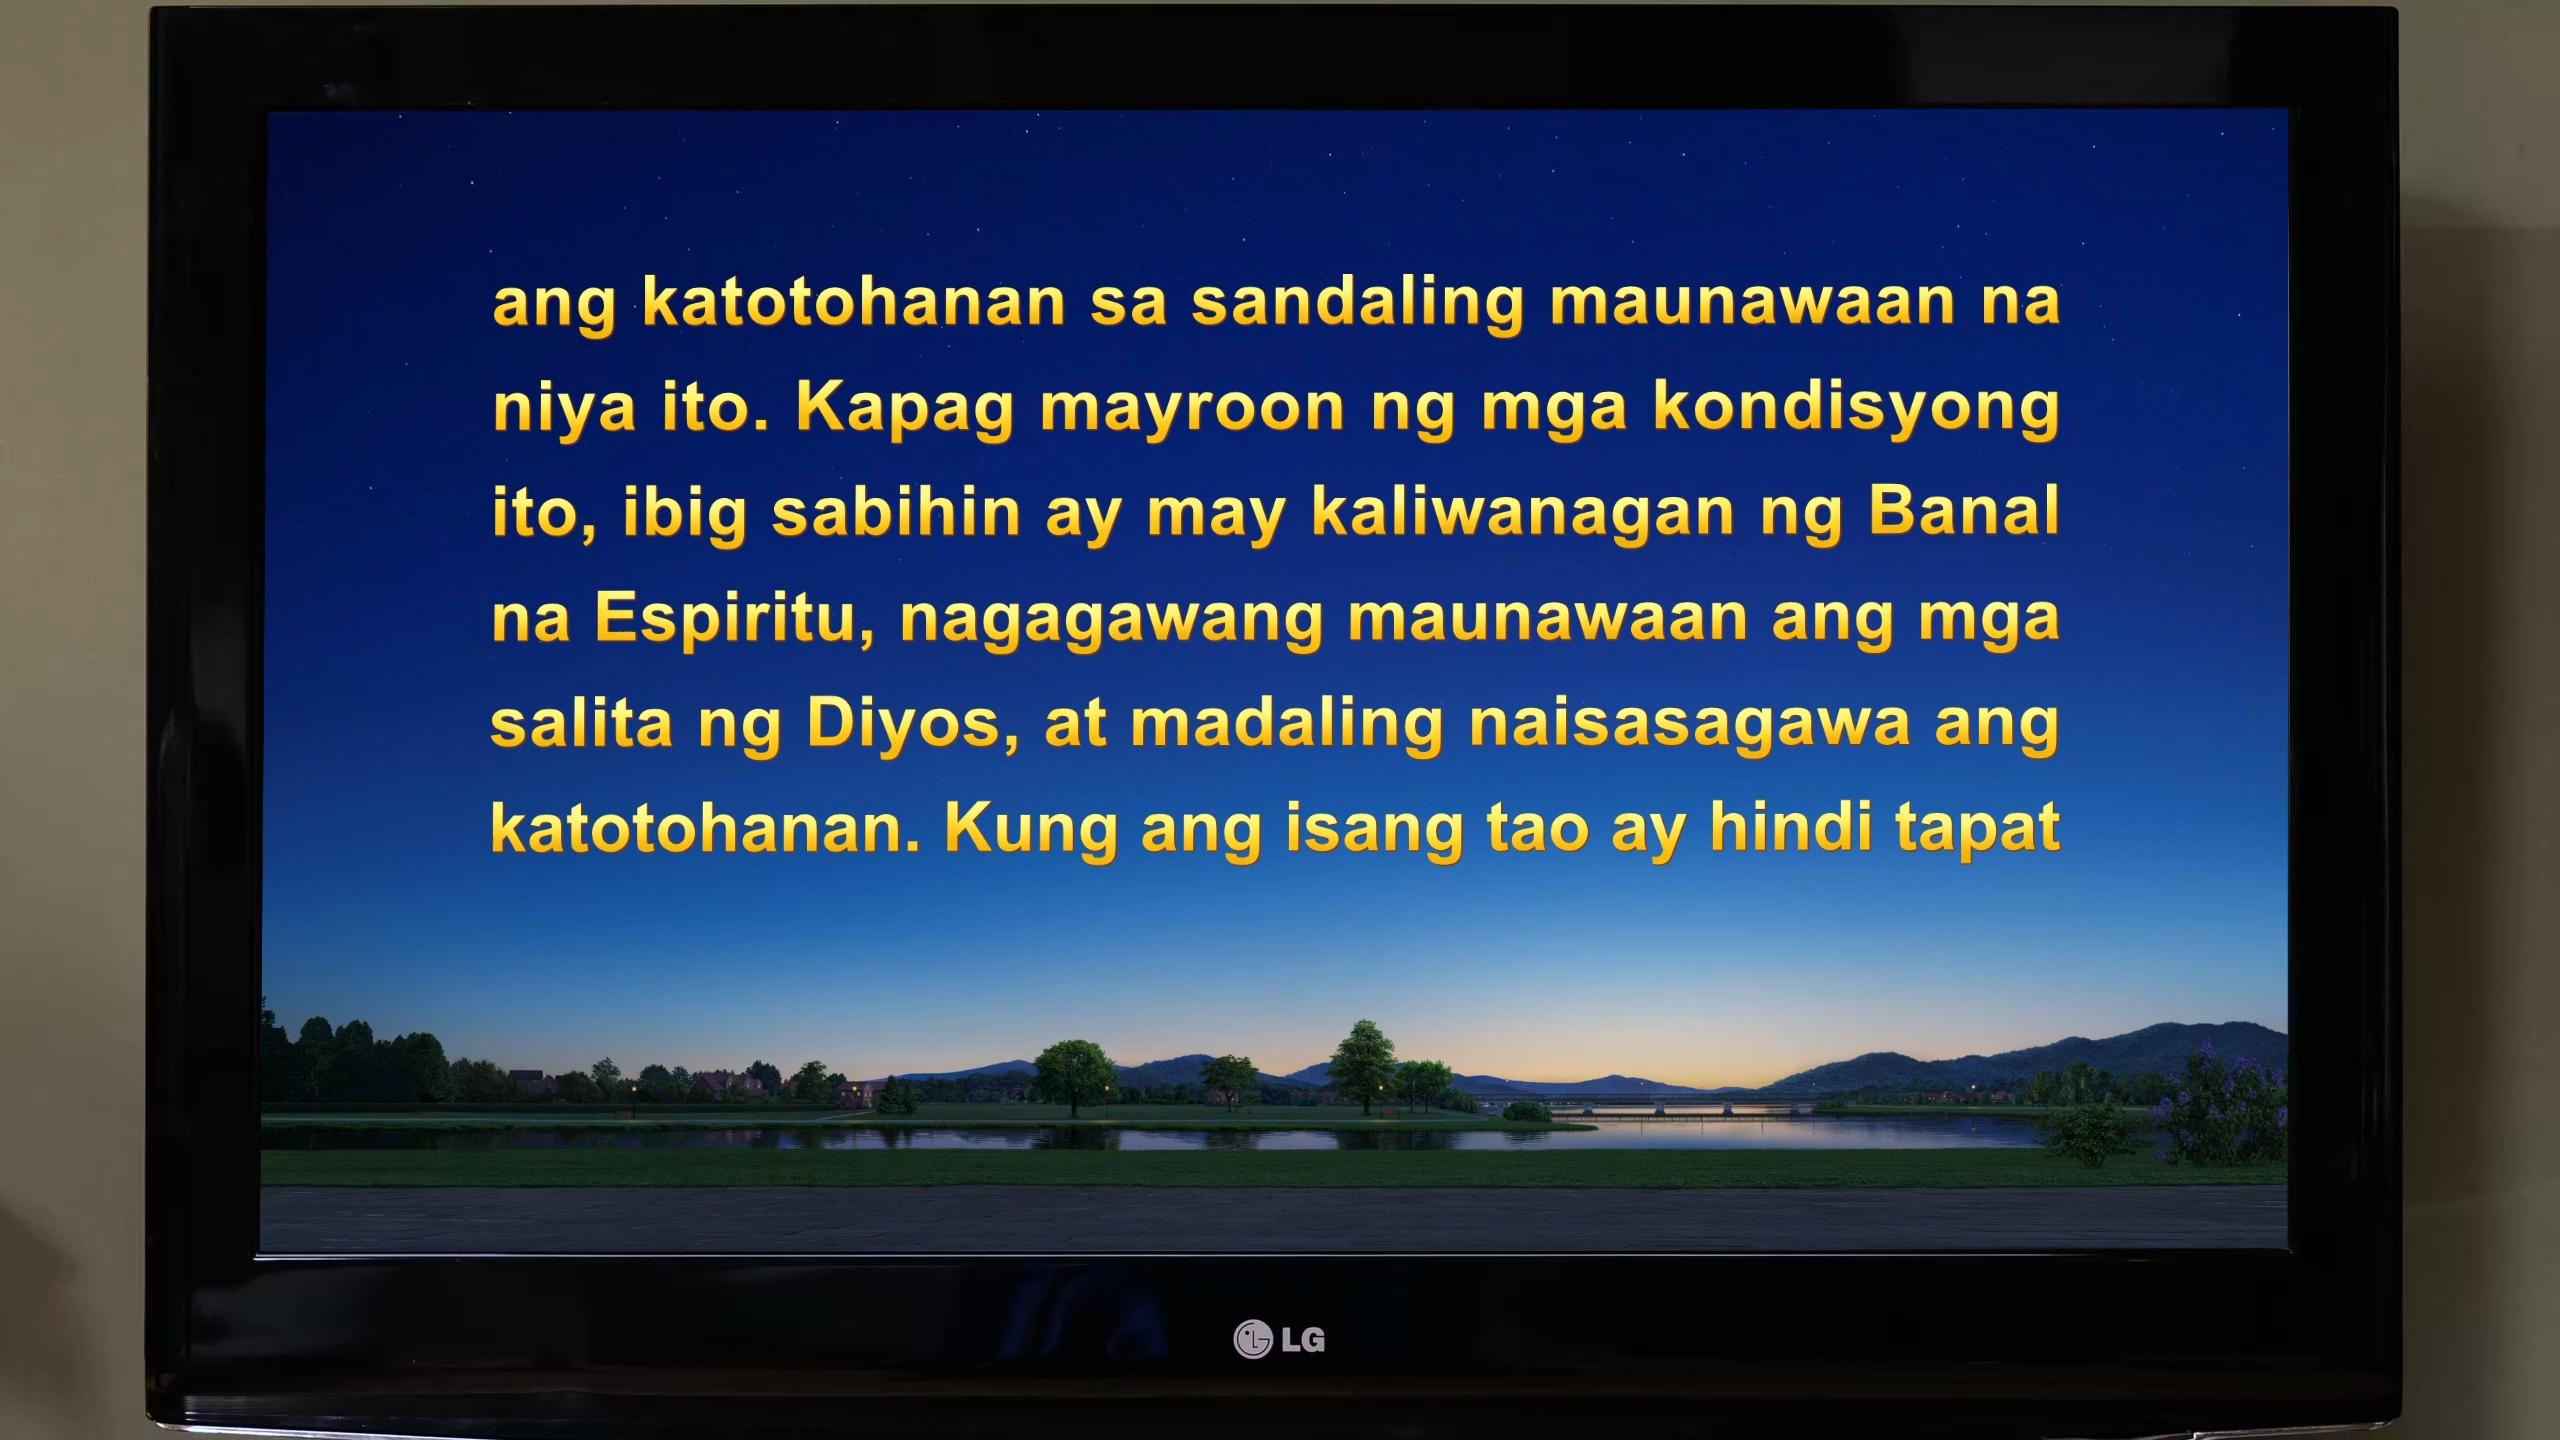 ang katotohanan sa sandaling maunawaan na
niya ito. Kapag mayroon ng mga kondisyong
ito, ibig sabihin ay may kaliwanagan ng Banal
na Espiritu, nagagawang maunawaan ang mga
salita ng Diyos, at madaling naisasagawa ang
katotohanan. Kung ang isang tao ay hindi tapat
LG